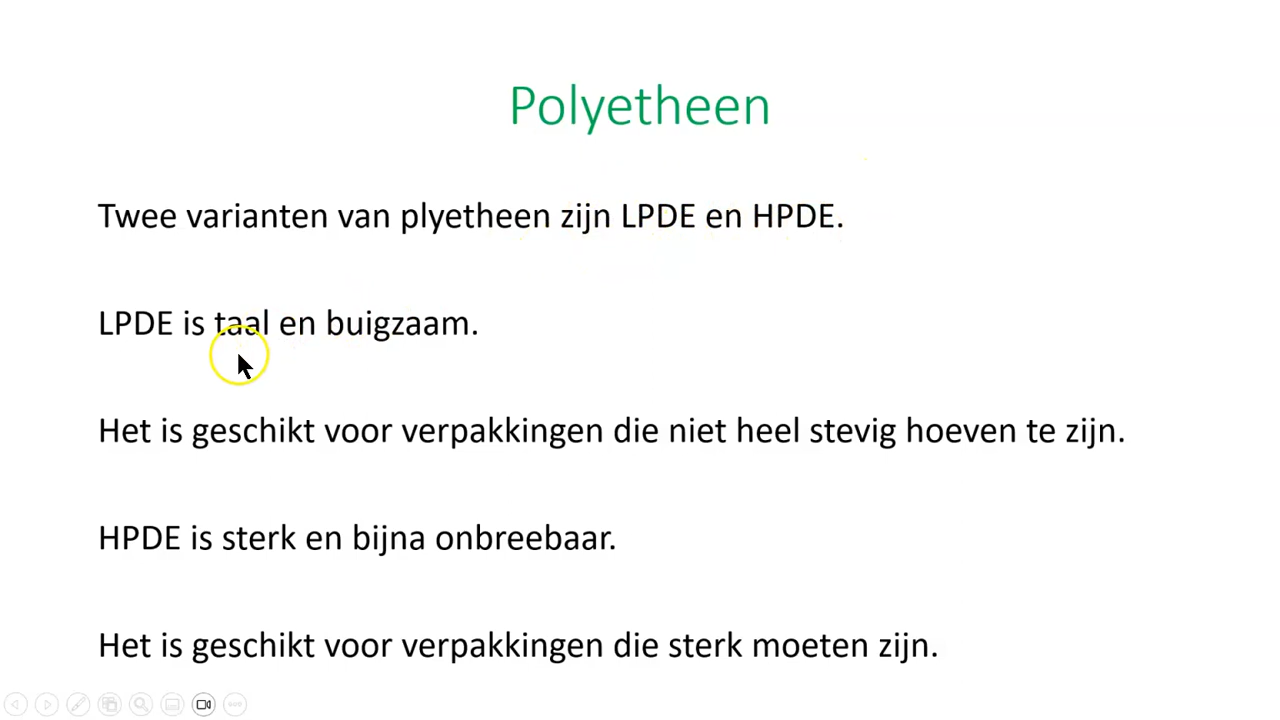 Polyetheen
Twee varianten van plyetheen zijn LPDE en HPDE.
LPDE is taal en buigzaam.
Het is geschikt voor verpakkingen die niet heel stevig hoeven te zijn.
HPDE is sterk en bijna onbreebaar.
Het is geschikt voor verpakkingen die sterk moeten zijn.